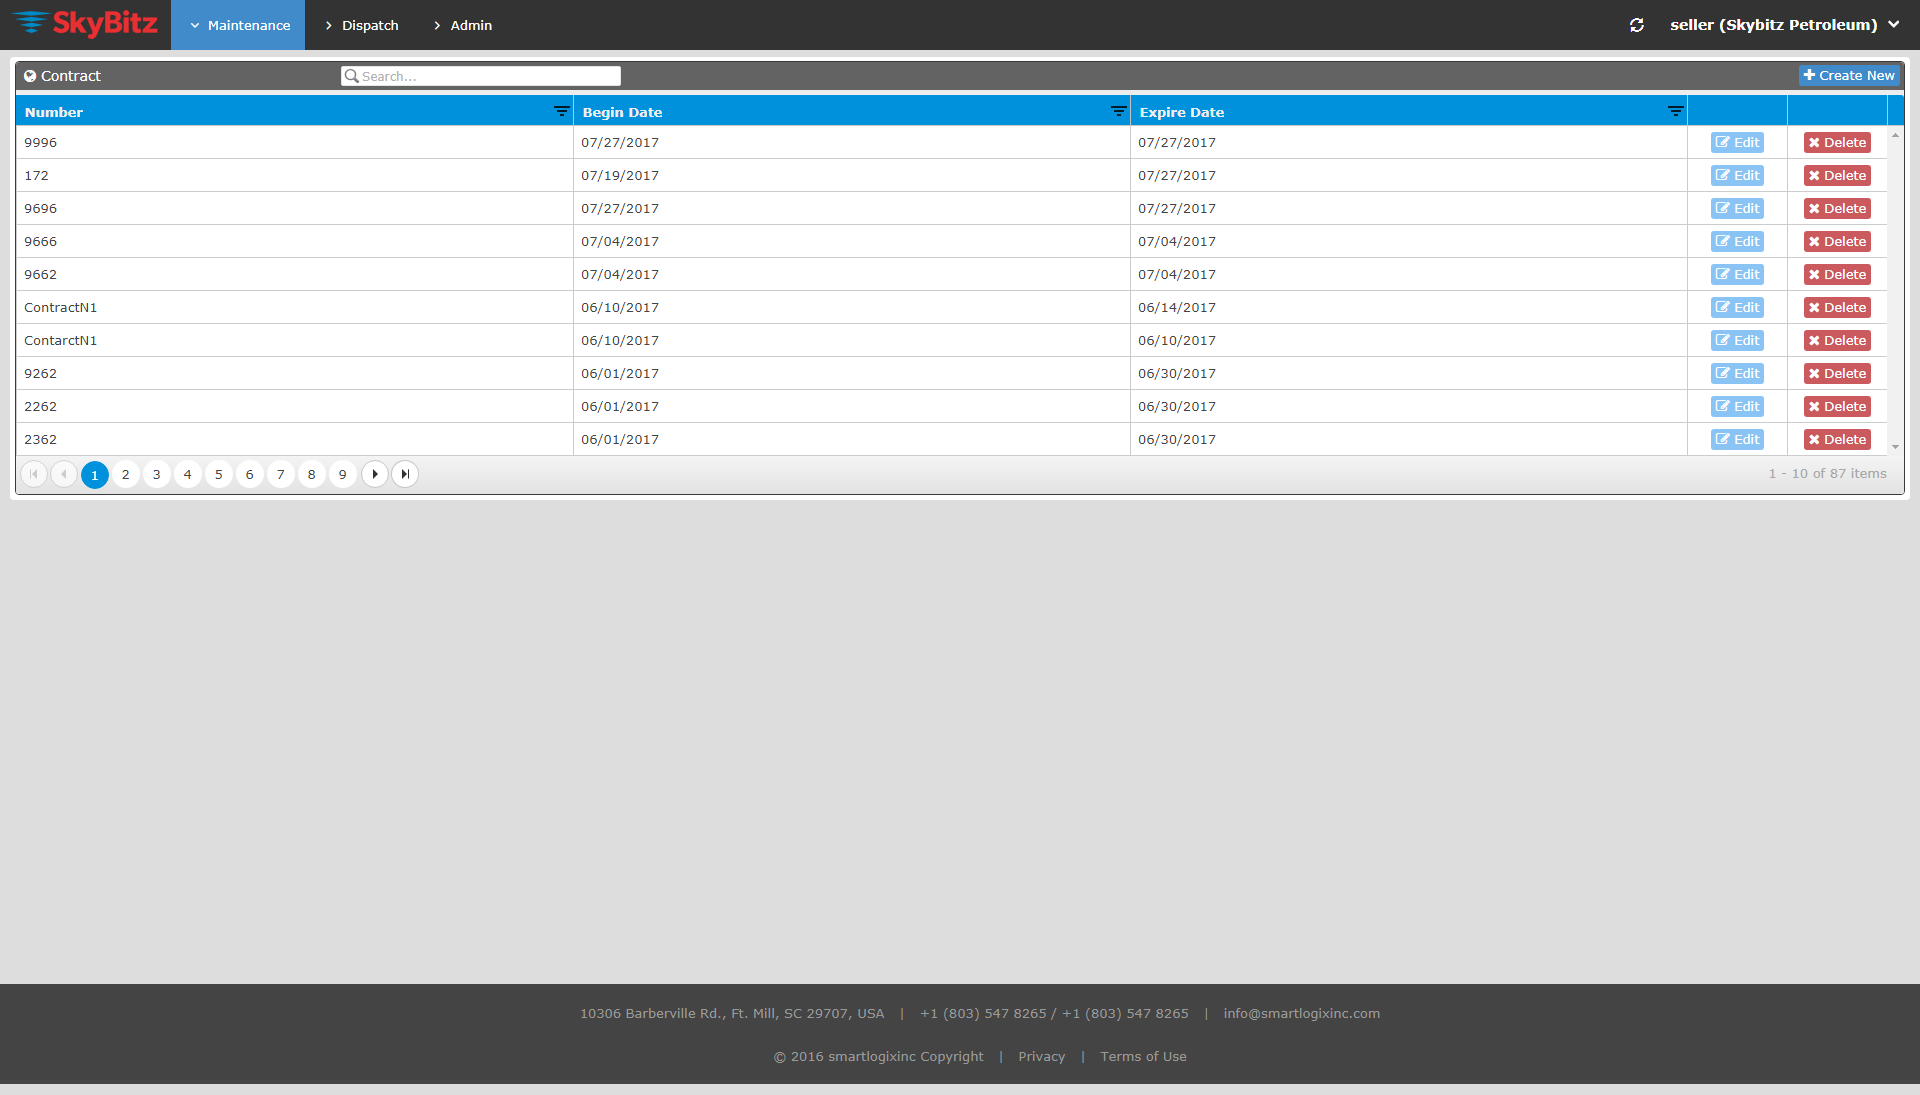 SkyBitz Maintenance Dispatch Admin seller (Skybitz Petroleum)
Contract Search... Create New
Number Begin Date Expire Date
9996 07/27/2017 07/27/2017 Edit Delete
172 07/19/2017 07/27/2017 Edit Delete
9696 07/27/2017 07/27/2017 Edit Delete
9666 07/04/2017 07/04/2017 Edit Delete
9662 07/04/2017 07/04/2017 Edit Delete
ContractN1 06/10/2017 06/14/2017 Edit Delete
ContarctN1 06/10/2017 06/10/2017 Edit Delete
9262 06/01/2017 06/30/2017 Edit Delete
2262 06/01/2017 06/30/2017 Edit Delete
2362 06/01/2017 06/30/2017 Edit Delete
1 2 3 4 5 6 7 8 9 1 - 10 of 87 items
10306 Barberville Rd., Ft. Mill, SC 29707, USA | +1 (803) 547 8265 / +1 (803) 547 8265 | info@smartlogixinc.com
© 2016 smartlogixinc Copyright | Privacy | Terms of Use